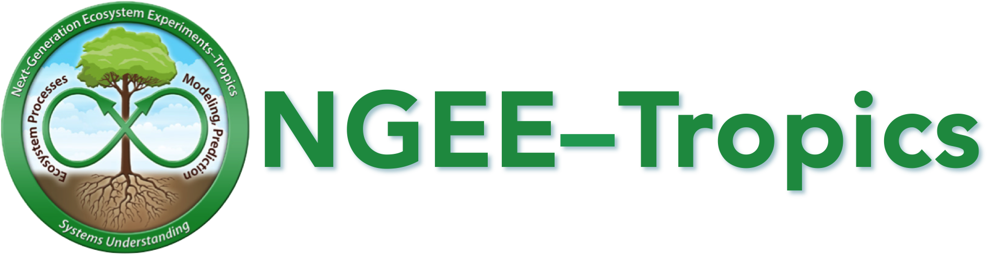 Next-Generation Ecosystem Experiments–Tropics
Ecosystem Processes
Modeling, Prediction
Systems Understanding
NGEE–Tropics